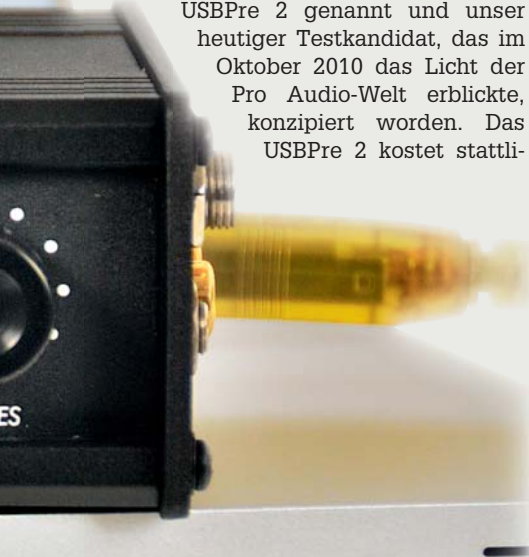 USBPre 2 genannt und unser
heutiger Testkandidat, das im
Oktober 2010 das Licht der
Pro Audio-Welt erblickte,
konzipiert worden. Das
USBPre 2 kostet stattli-
ES